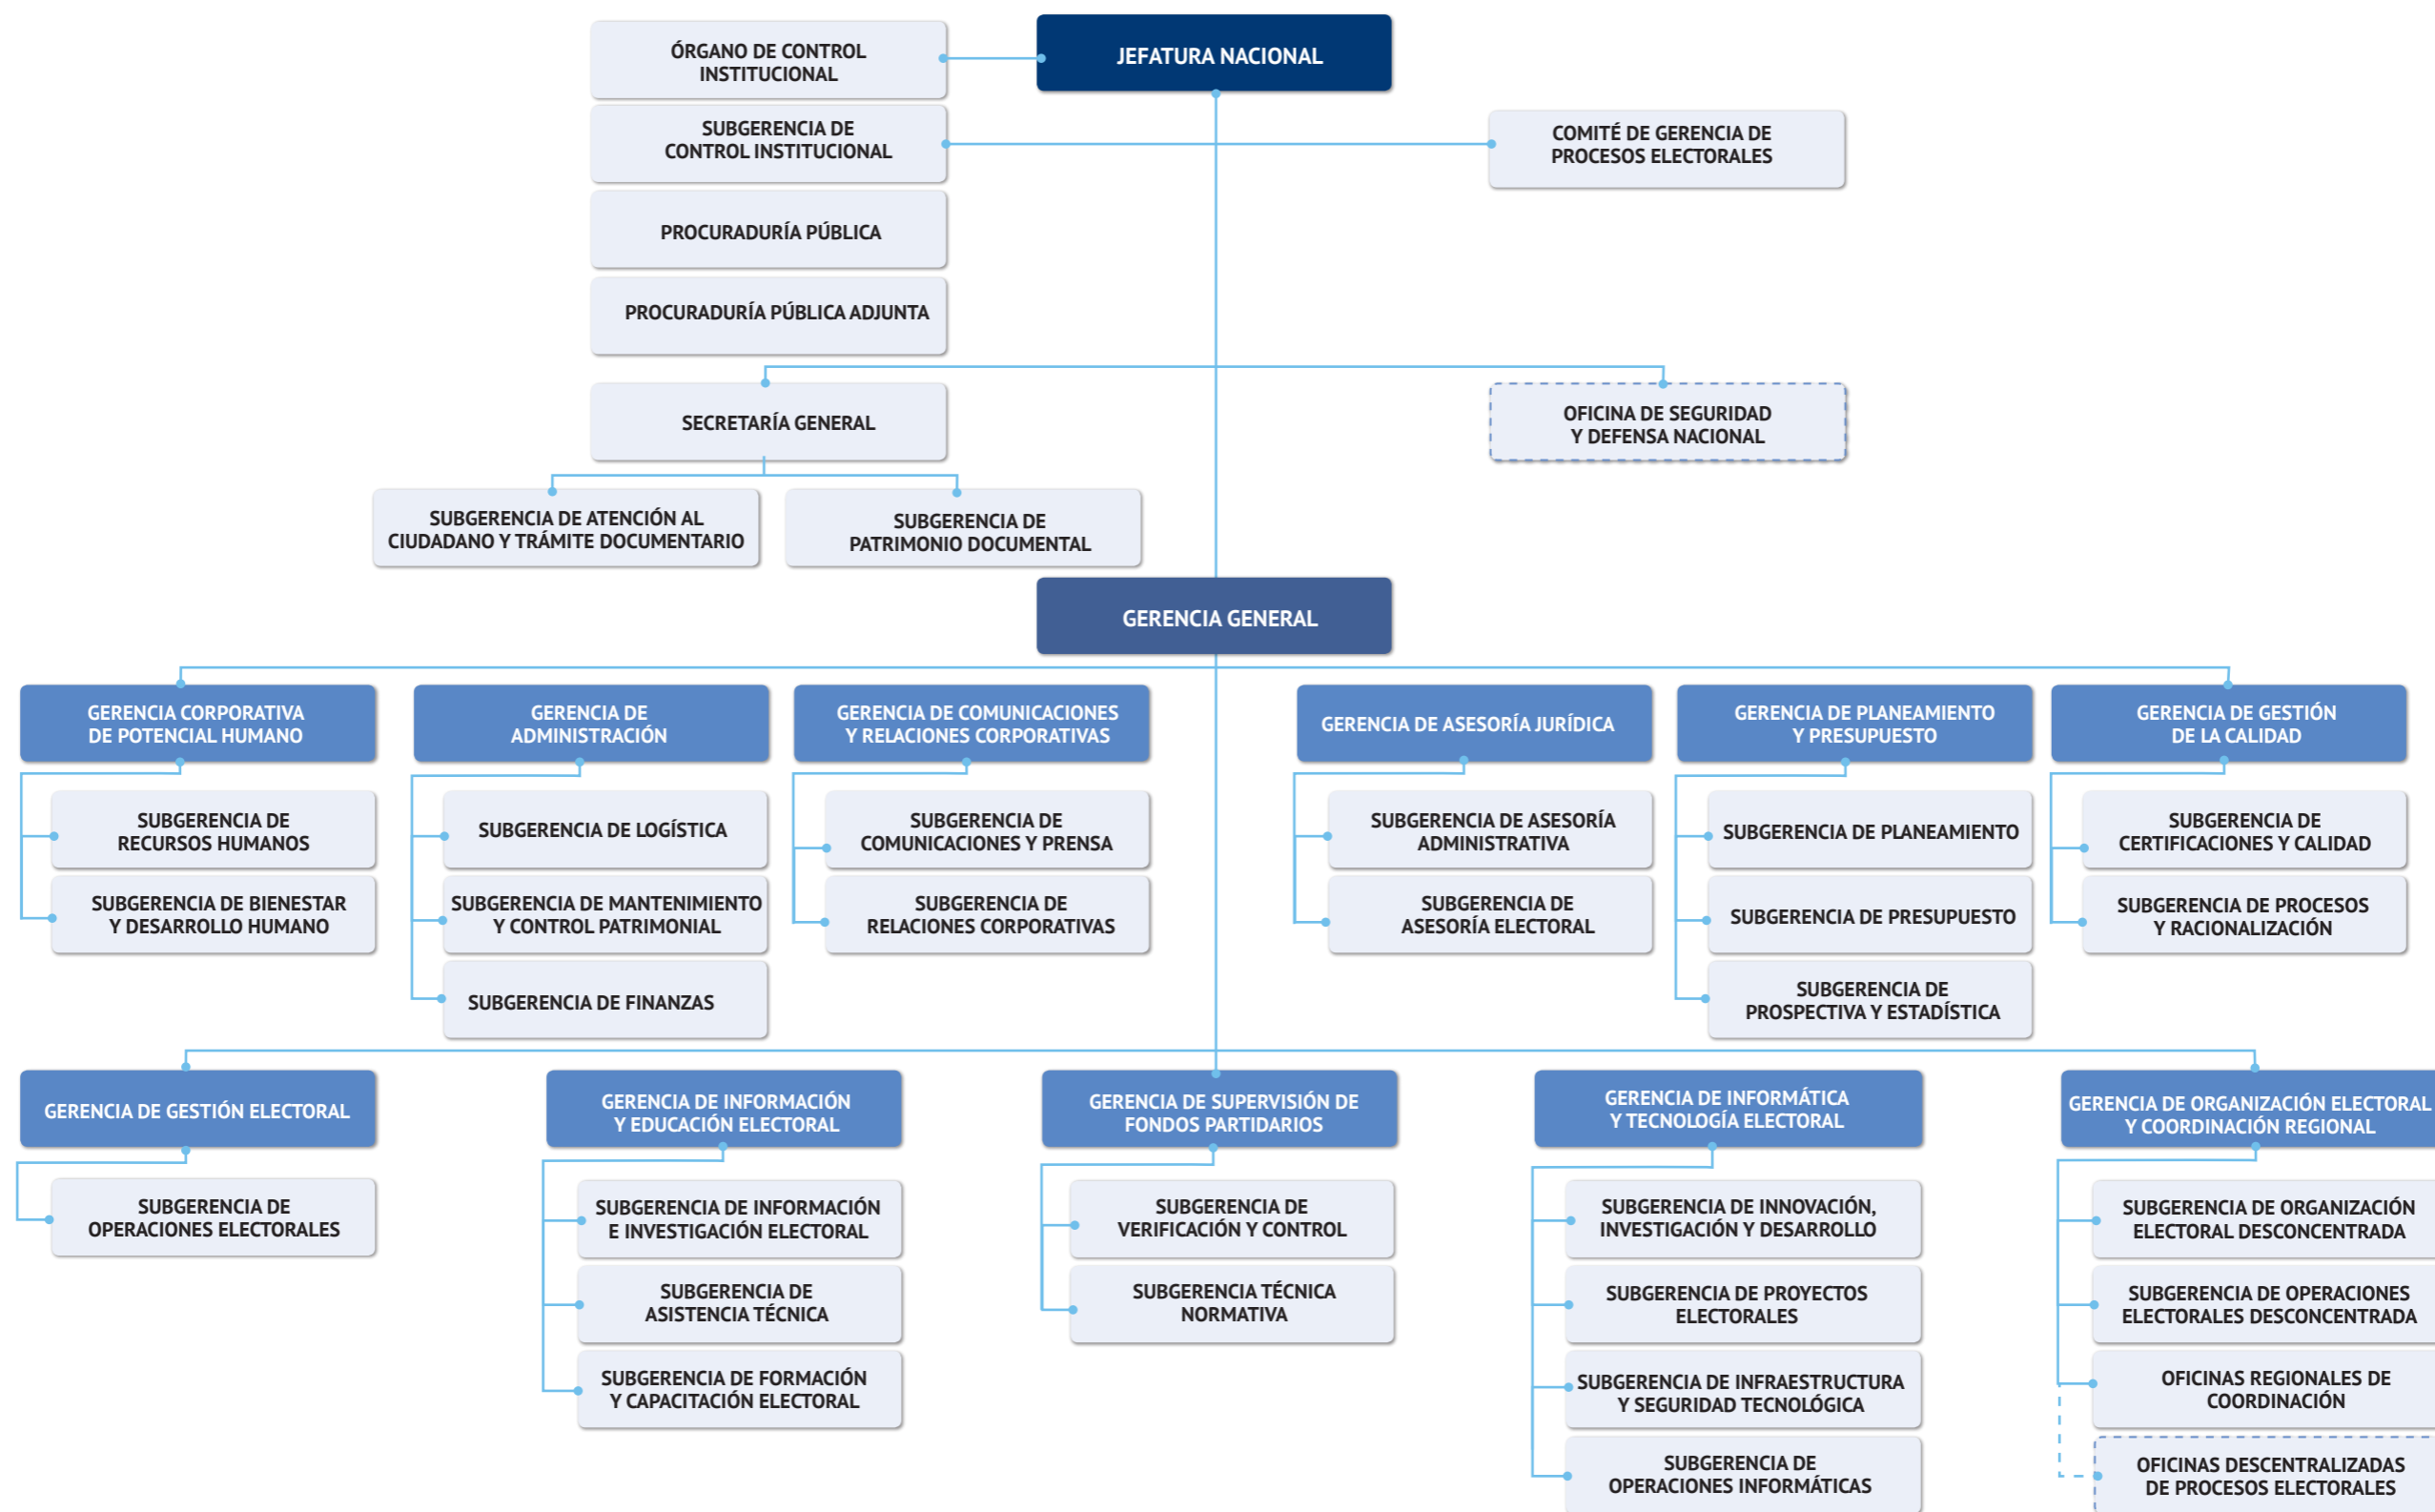 ÓRGANO DE CONTROL
INSTITUCIONAL
JEFATURA NACIONAL
SUBGERENCIA DE
CONTROL INSTITUCIONAL
COMITÉ DE GERENCIA DE
PROCESOS ELECTORALES
PROCURADURÍA PÚBLICA
PROCURADURÍA PÚBLICA ADJUNTA
SECRETARÍA GENERAL
OFICINA DE SEGURIDAD
Y DEFENSA NACIONAL
SUBGERENCIA DE ATENCIÓN AL
CIUDADANO Y TRÁMITE DOCUMENTARIO
SUBGERENCIA DE
PATRIMONIO DOCUMENTAL
GERENCIA GENERAL
GERENCIA CORPORATIVA
DE POTENCIAL HUMANO
SUBGERENCIA DE
RECURSOS HUMANOS
SUBGERENCIA DE BIENESTAR
Y DESARROLLO HUMANO
GERENCIA DE
ADMINISTRACIÓN
SUBGERENCIA DE LOGÍSTICA
SUBGERENCIA DE MANTENIMIENTO
Y CONTROL PATRIMONIAL
SUBGERENCIA DE FINANZAS
GERENCIA DE COMUNICACIONES
Y RELACIONES CORPORATIVAS
SUBGERENCIA DE
COMUNICACIONES Y PRENSA
SUBGERENCIA DE
RELACIONES CORPORATIVAS
GERENCIA DE ASESORÍA JURÍDICA
SUBGERENCIA DE ASESORÍA
ADMINISTRATIVA
SUBGERENCIA DE
ASESORÍA ELECTORAL
GERENCIA DE PLANEAMIENTO
Y PRESUPUESTO
SUBGERENCIA DE PLANEAMIENTO
SUBGERENCIA DE PRESUPUESTO
SUBGERENCIA DE
PROSPECTIVA Y ESTADÍSTICA
GERENCIA DE GESTIÓN
DE LA CALIDAD
SUBGERENCIA DE
CERTIFICACIONES Y CALIDAD
SUBGERENCIA DE PROCESOS
Y RACIONALIZACIÓN
GERENCIA DE GESTIÓN ELECTORAL
SUBGERENCIA DE
OPERACIONES ELECTORALES
GERENCIA DE INFORMACIÓN
Y EDUCACIÓN ELECTORAL
SUBGERENCIA DE INFORMACIÓN
E INVESTIGACIÓN ELECTORAL
SUBGERENCIA DE
ASISTENCIA TÉCNICA
SUBGERENCIA DE FORMACIÓN
Y CAPACITACIÓN ELECTORAL
GERENCIA DE SUPERVISIÓN DE
FONDOS PARTIDARIOS
SUBGERENCIA DE
VERIFICACIÓN Y CONTROL
SUBGERENCIA TÉCNICA
NORMATIVA
GERENCIA DE INFORMÁTICA
Y TECNOLOGÍA ELECTORAL
SUBGERENCIA DE INNOVACIÓN,
INVESTIGACIÓN Y DESARROLLO
SUBGERENCIA DE PROYECTOS
ELECTORALES
SUBGERENCIA DE INFRAESTRUCTURA
Y SEGURIDAD TECNOLÓGICA
SUBGERENCIA DE
OPERACIONES INFORMÁTICAS
GERENCIA DE ORGANIZACIÓN ELECTORAL
Y COORDINACIÓN REGIONAL
SUBGERENCIA DE ORGANIZACIÓN
ELECTORAL DESCONCENTRADA
SUBGERENCIA DE OPERACIONES
ELECTORALES DESCONCENTRADA
OFICINAS REGIONALES DE
COORDINACIÓN
OFICINAS DESCENTRALIZADAS
DE PROCESOS ELECTORALES